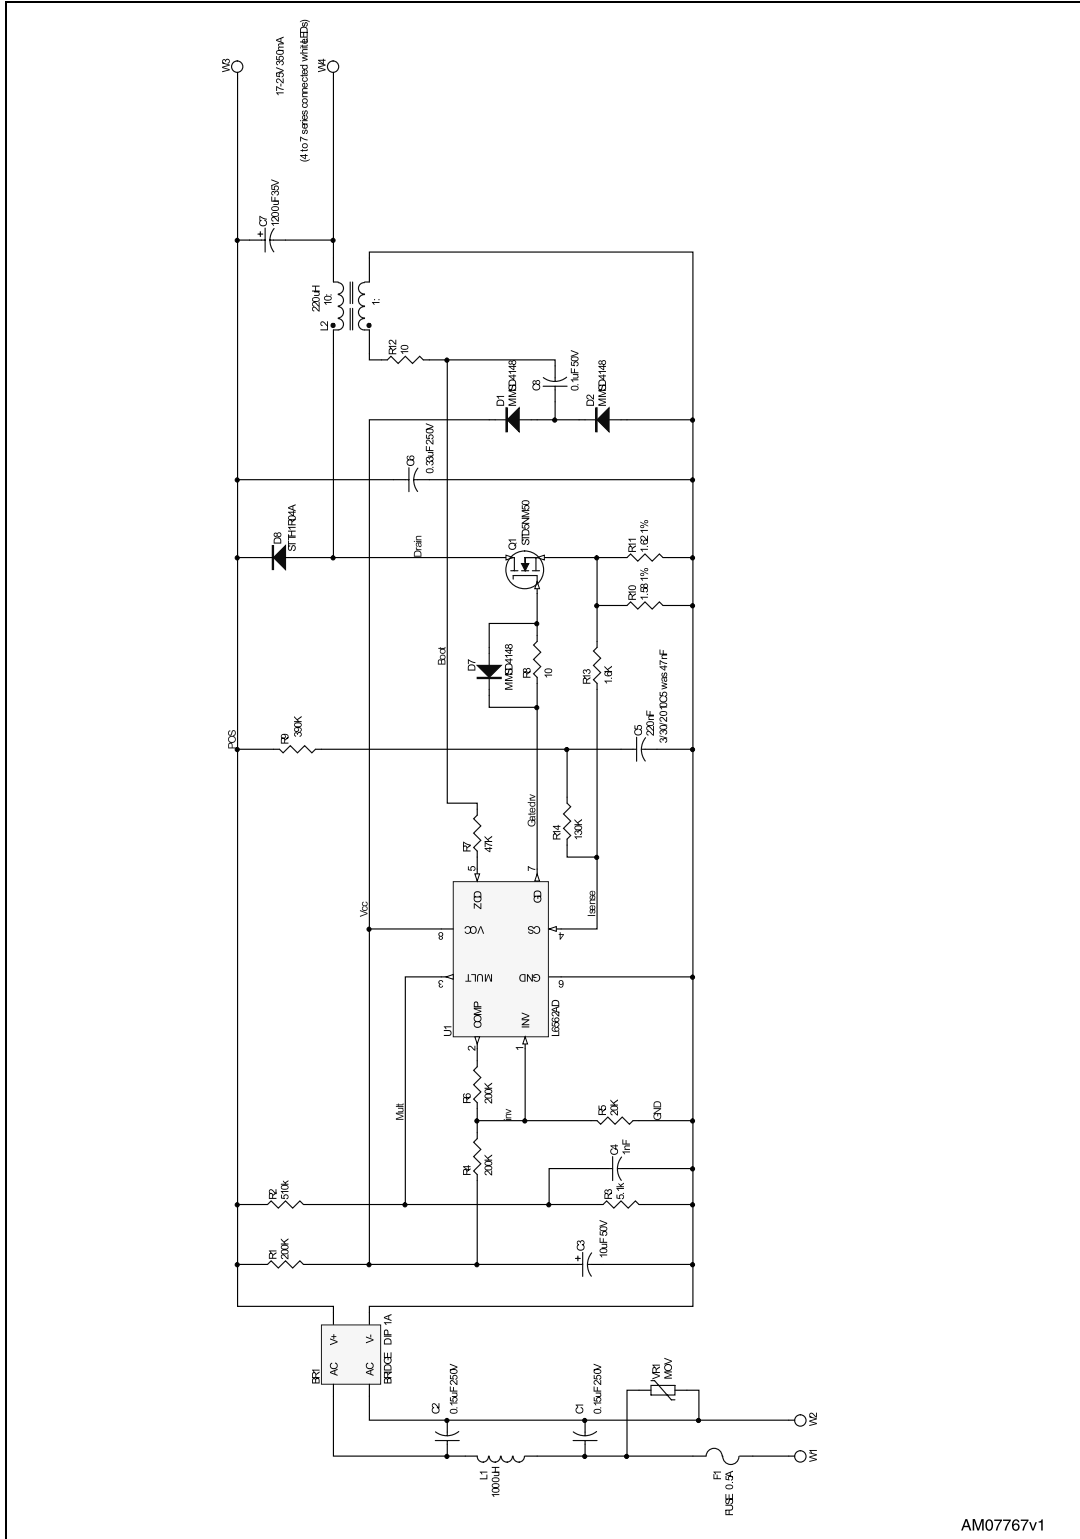 W3
17-25V 350mA
W4
(4 to 7 series connected white LEDs)
+ C7
1200uF 35V
220uH
10:
L2
1:
R12
10
D1
MMSD4148
C8
0.1uF 50V
D2
MMSD4148
C6
0.33uF 250V
D8
STTH1R04A
Drain
Q1
STD5NM50
R11
1.62 1%
R10
1.58 1%
Boot
D7
MMSD4148
R8
10
R13
1.6K
POS
R9
390K
C5
220nF
3/30/2010 C5 was 47nF
R7
47K
Gatedrv
R14
130K
Vcc
Isense
5
ZCD
7
GD
8
VCC
CS
4
3
MULT
GND
6
U1
COMP
INV
L6562AD
2
1
Mult
R6
200K
Inv
R5
20K
GND
R4
200K
C4
1nF
R2
510k
R3
5.1k
R1
200K
+ C3
10uF 50V
BR1
AC
V+
AC
V-
BRIDGE DIP 1A
C2
0.15uF 250V
C1
0.15uF 250V
VR1
MOV
L1
1000uH
W2
W1
F1
FUSE 0.5A
AM07767v1